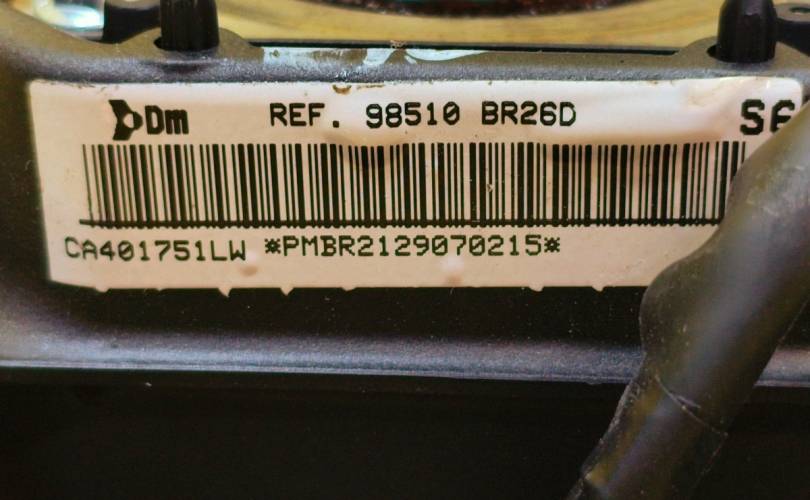 Dm REF. 98510 BR26D
CA401751LW *PMBR2129070215*